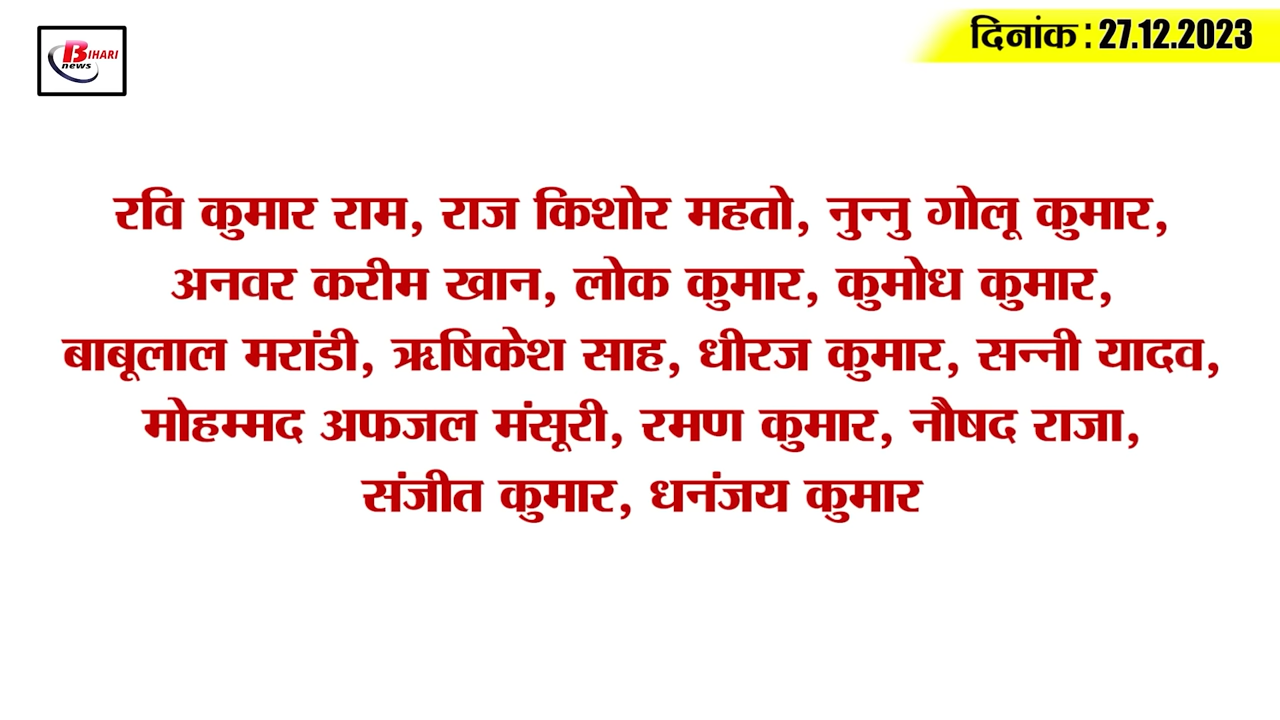 BIHARI
news
दिनांक : 27.12.2023
रवि कुमार राम, राज किशोर महतो, नुन्नु गोलू कुमार,
अनवर करीम खान, लोक कुमार, कुमोध कुमार,
बाबूलाल मरांडी, ऋषिकेश साह, धीरज कुमार, सन्नी यादव,
मोहम्मद अफजल मंसूरी, रमण कुमार, नौषद राजा,
संजीत कुमार, धनंजय कुमार